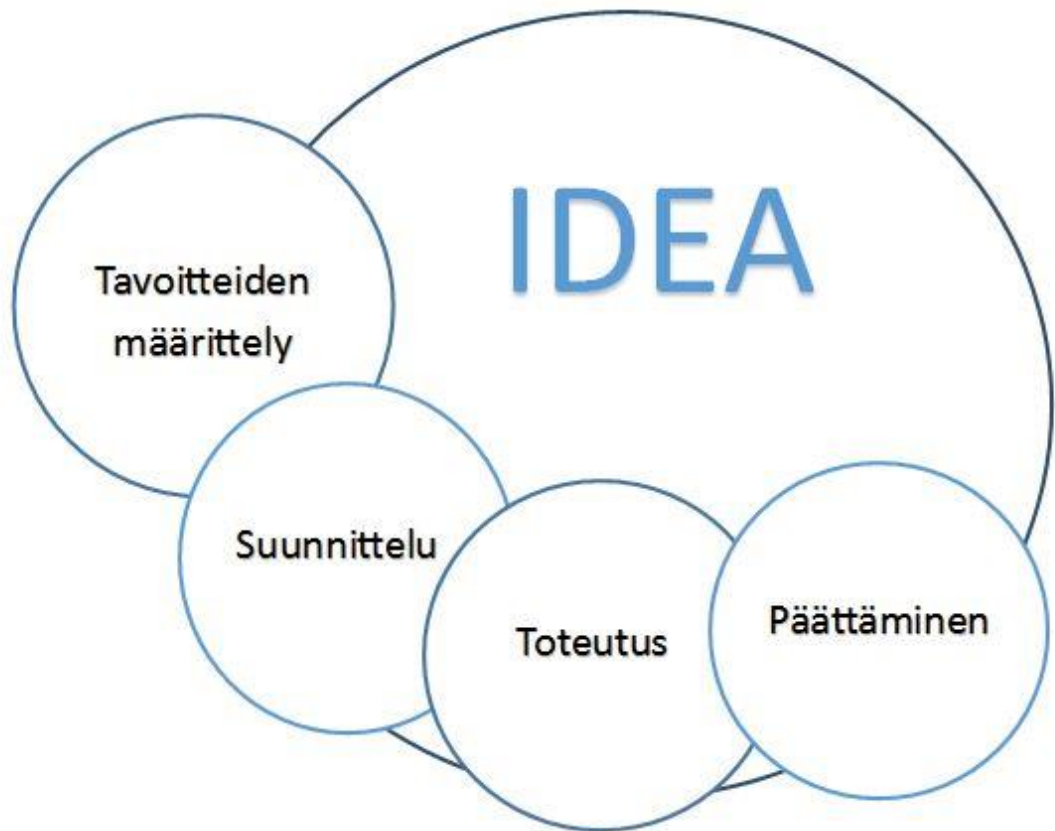 IDEA
Tavoitteiden
määrittely
Suunnittelu
Toteutus
Päättäminen